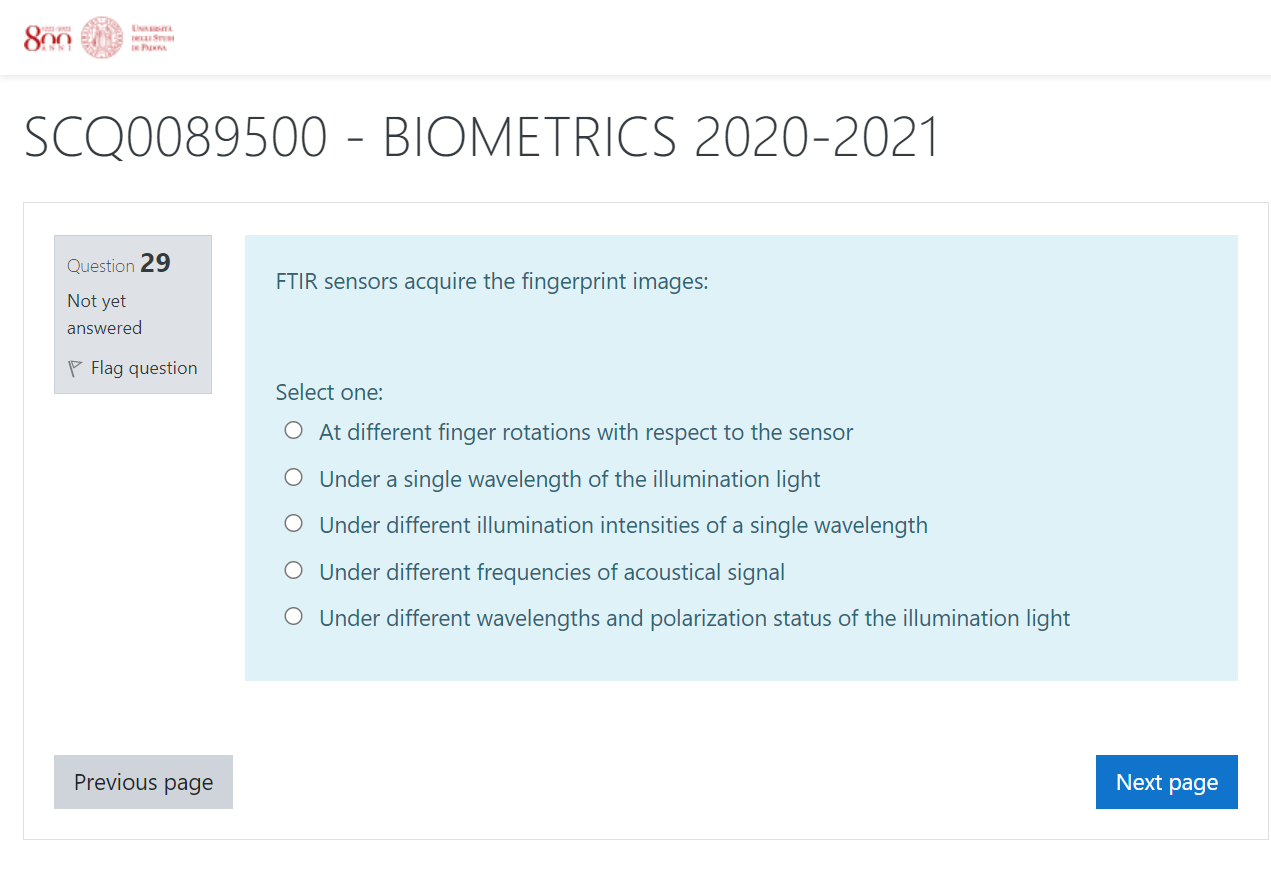 1222·2022
800
ANNI
UNIVERSITÀ
DEGLI STUDI
DI PADOVA
SCQ0089500 - BIOMETRICS 2020-2021
Question 29
Not yet
answered
Flag question
FTIR sensors acquire the fingerprint images:
Select one:
At different finger rotations with respect to the sensor
Under a single wavelength of the illumination light
Under different illumination intensities of a single wavelength
Under different frequencies of acoustical signal
Under different wavelengths and polarization status of the illumination light
Previous page
Next page